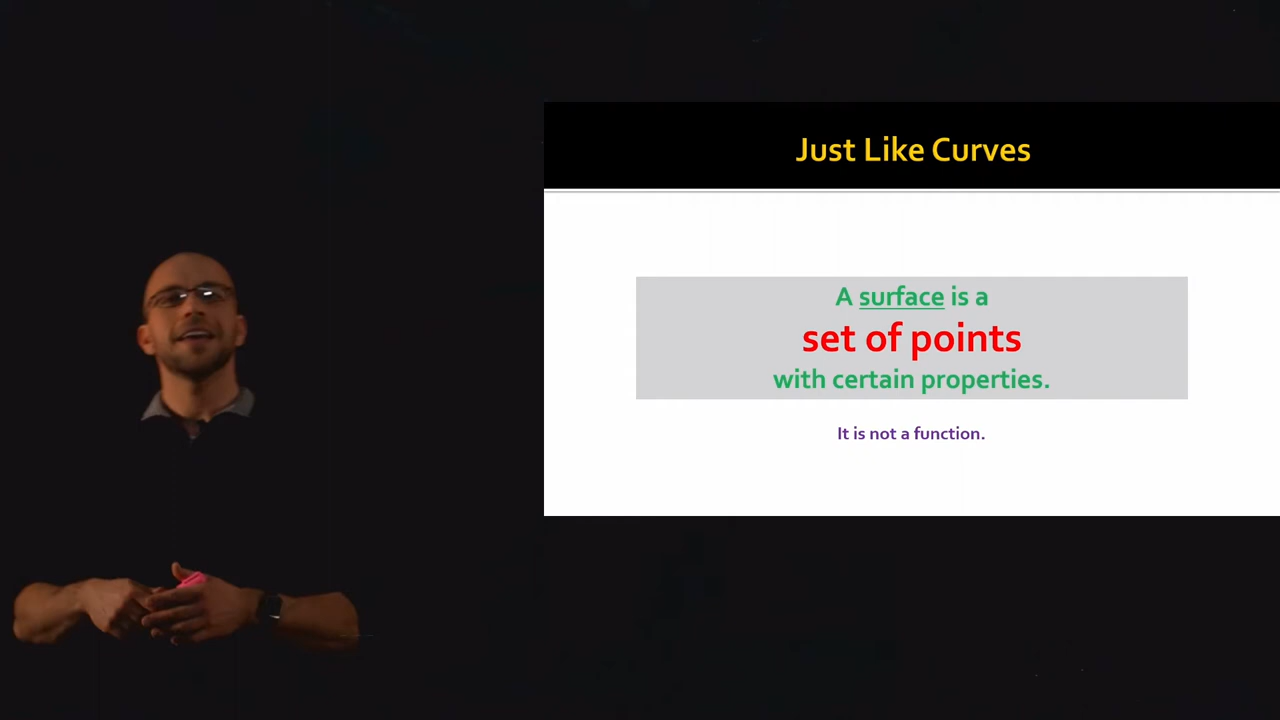 Just Like Curves
A surface is a
set of points
with certain properties.
It is not a function.